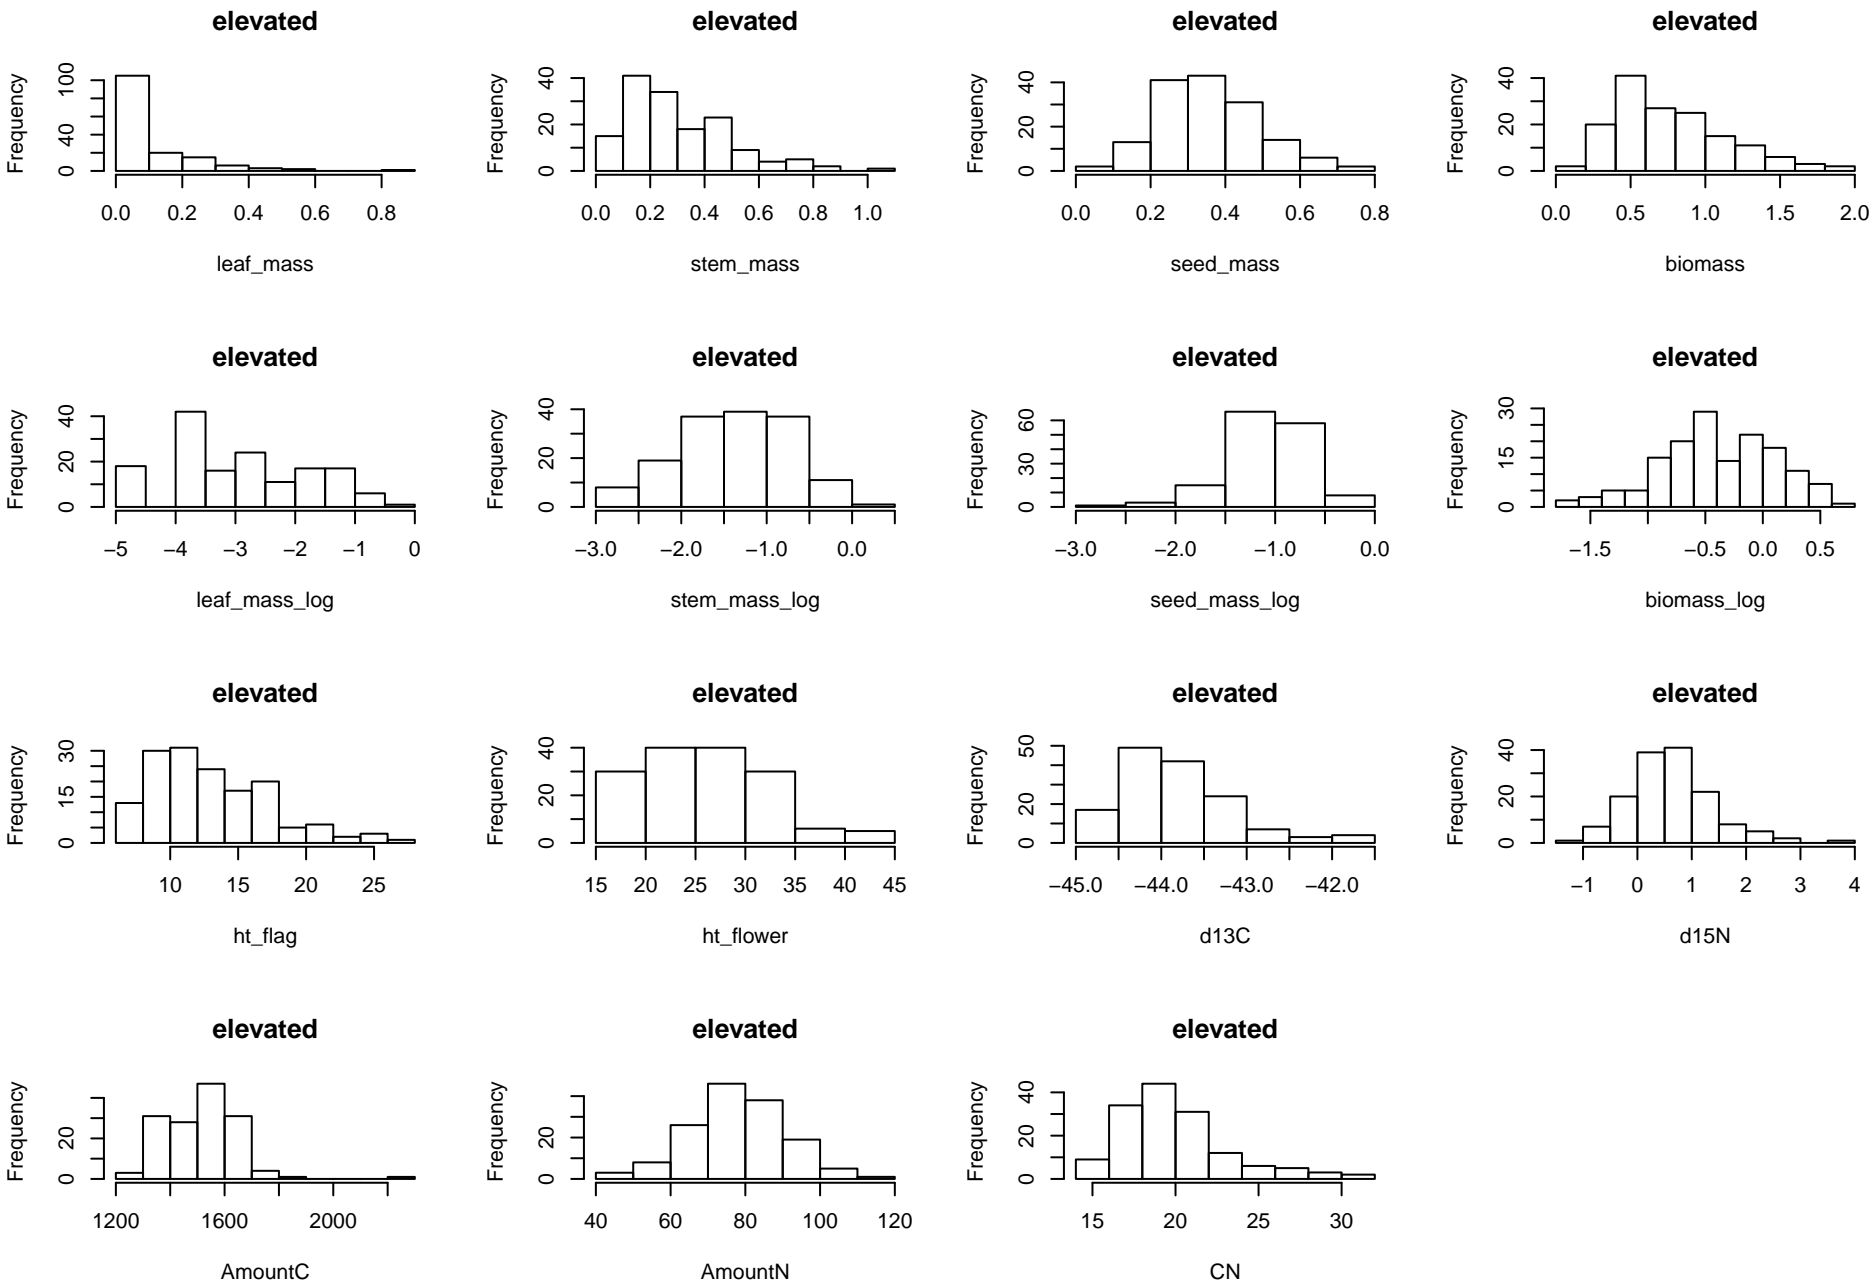 elevated elevated elevated elevated
Frequency 0 40 100 Frequency 0 20 40 Frequency 0 20 40 Frequency 0 20 40
0.0 0.2 0.4 0.6 0.8 0.0 0.2 0.4 0.6 0.8 1.0 0.0 0.2 0.4 0.6 0.8 0.0 0.5 1.0 1.5 2.0
leaf_mass stem_mass seed_mass biomass
elevated elevated elevated elevated
Frequency 0 20 40 Frequency 0 20 40 Frequency 0 30 60 Frequency 0 15 30
−5 −4 −3 −2 −1 0 −3.0 −2.0 −1.0 0.0 −3.0 −2.0 −1.0 0.0 −1.5 −0.5 0.0 0.5
leaf_mass_log stem_mass_log seed_mass_log biomass_log
elevated elevated elevated elevated
Frequency 0 15 30 Frequency 0 20 40 Frequency 0 20 50 Frequency 0 20 40
10 15 20 25 15 20 25 30 35 40 45 −45.0 −44.0 −43.0 −42.0 −1 0 1 2 3 4
ht_flag ht_flower d13C d15N
elevated elevated elevated
Frequency 0 20 Frequency 0 20 Frequency 0 20 40
1200 1600 2000 40 60 80 100 120 15 20 25 30
AmountC AmountN CN